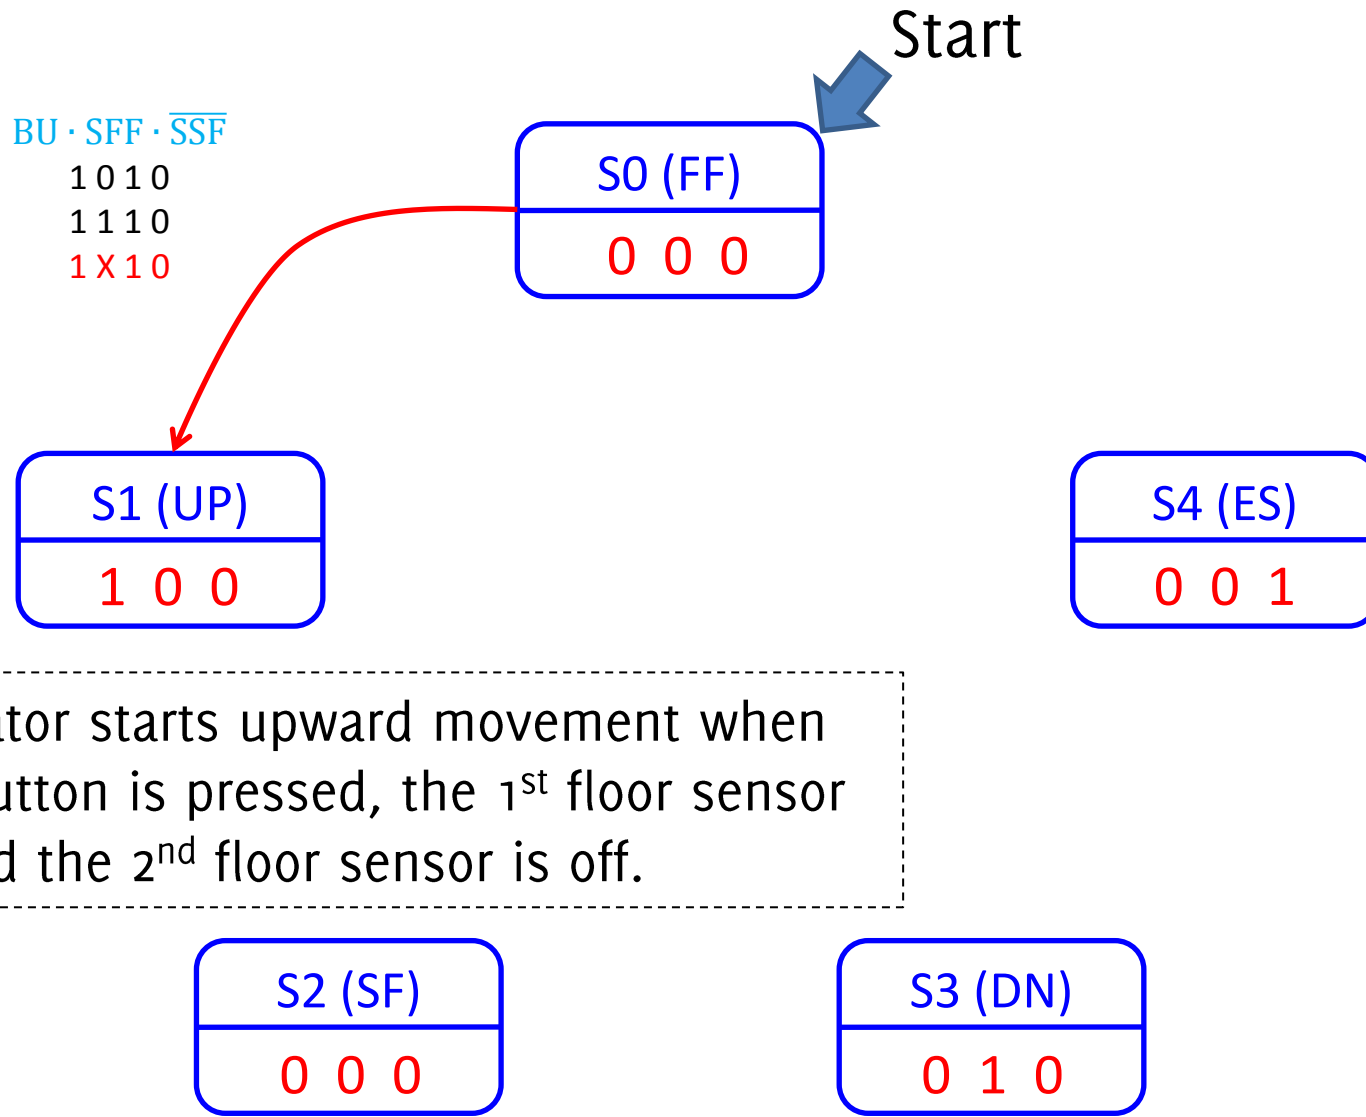 Start
BU · SFF · \overline{SSF}
1 0 1 0
1 1 1 0
1 X 1 0
S0 (FF)
0 0 0
S1 (UP)
1 0 0
S4 (ES)
0 0 1
starts upward movement when
is pressed, the 1st floor sensor
the 2nd floor sensor is off.
S2 (SF)
0 0 0
S3 (DN)
0 1 0